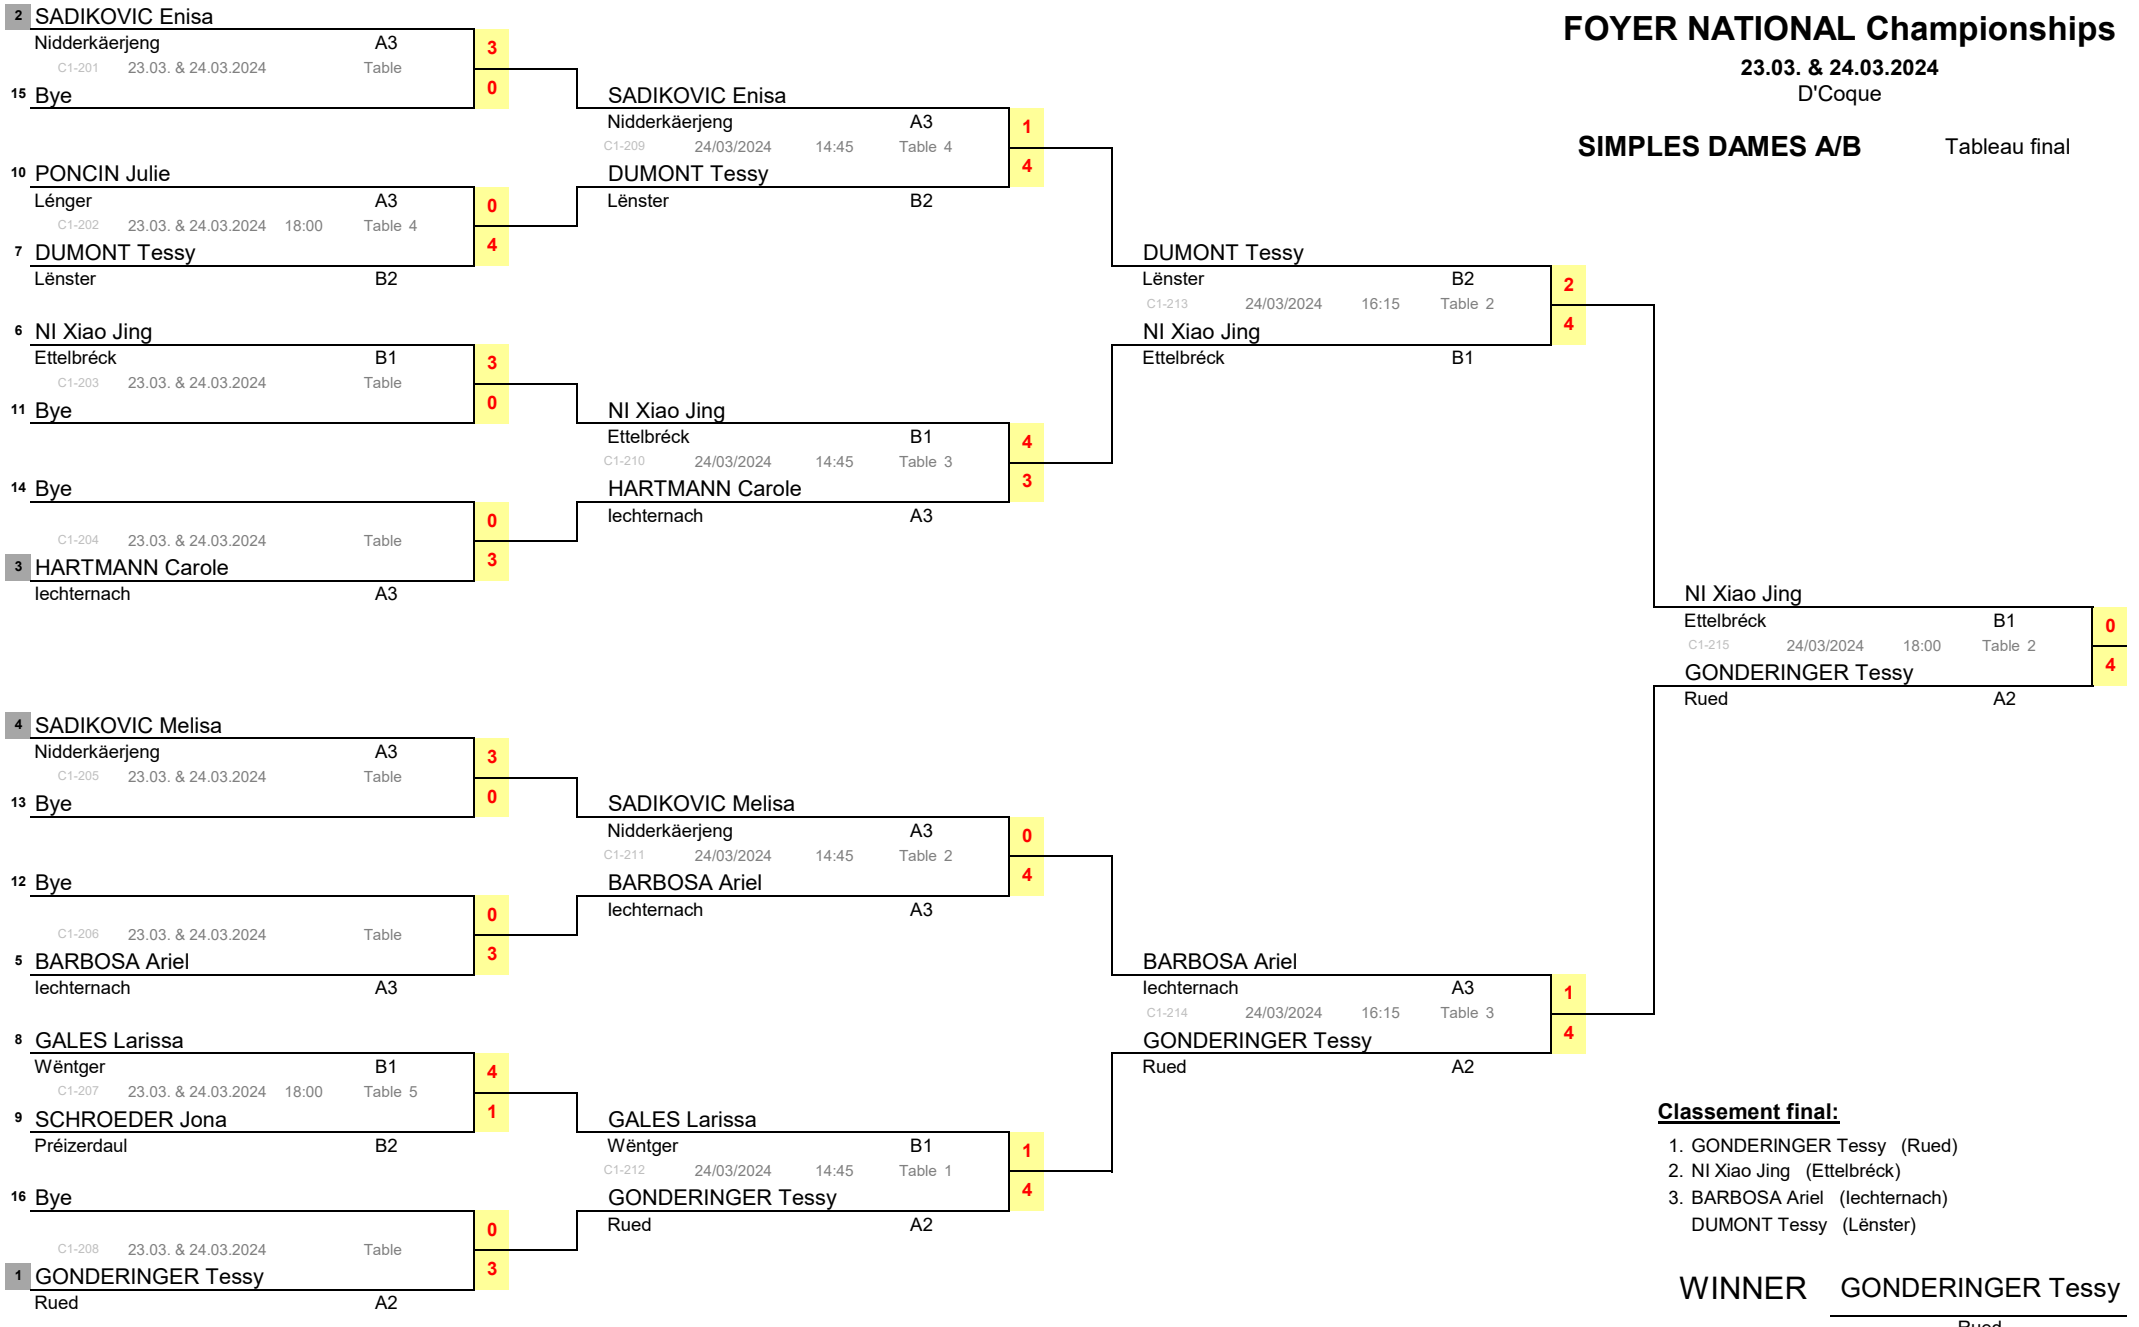 FOYER NATIONAL Championships
23.03. & 24.03.2024
D'Coque
SIMPLES DAMES A/B Tableau final
2 SADIKOVIC Enisa
Nidderkäerjeng A3 3
C1-201 23.03. & 24.03.2024 Table
15 Bye 0
10 PONCIN Julie
Lénger A3 0
C1-202 23.03. & 24.03.2024 18:00 Table 4
7 DUMONT Tessy 4
Lënster B2
6 NI Xiao Jing
Ettelbréck B1 3
C1-203 23.03. & 24.03.2024 Table
11 Bye 0
14 Bye
0
C1-204 23.03. & 24.03.2024 Table
3 HARTMANN Carole 3
Iechternach A3
4 SADIKOVIC Melisa
Nidderkäerjeng A3 3
C1-205 23.03. & 24.03.2024 Table
13 Bye 0
12 Bye
0
C1-206 23.03. & 24.03.2024 Table
5 BARBOSA Ariel 3
Iechternach A3
8 GALES Larissa
Wëntger B1 4
C1-207 23.03. & 24.03.2024 18:00 Table 5
9 SCHROEDER Jona 1
Préizerdaul B2
16 Bye
0
C1-208 23.03. & 24.03.2024 Table
1 GONDERINGER Tessy 3
Rued A2
SADIKOVIC Enisa
Nidderkäerjeng A3 1
C1-209 24/03/2024 14:45 Table 4
DUMONT Tessy 4
Lënster B2
NI Xiao Jing
Ettelbréck B1 4
C1-210 24/03/2024 14:45 Table 3
HARTMANN Carole 3
Iechternach A3
SADIKOVIC Melisa
Nidderkäerjeng A3 0
C1-211 24/03/2024 14:45 Table 2
BARBOSA Ariel 4
Iechternach A3
GALES Larissa
Wëntger B1 1
C1-212 24/03/2024 14:45 Table 1
GONDERINGER Tessy 4
Rued A2
DUMONT Tessy
Lënster B2 2
C1-213 24/03/2024 16:15 Table 2
NI Xiao Jing 4
Ettelbréck B1
BARBOSA Ariel
Iechternach A3 1
C1-214 24/03/2024 16:15 Table 3
GONDERINGER Tessy 4
Rued A2
NI Xiao Jing
Ettelbréck B1 0
C1-215 24/03/2024 18:00 Table 2
GONDERINGER Tessy 4
Rued A2
Classement final:
1. GONDERINGER Tessy (Rued)
2. NI Xiao Jing (Ettelbréck)
3. BARBOSA Ariel (Iechternach)
DUMONT Tessy (Lënster)
WINNER GONDERINGER Tessy
Rued